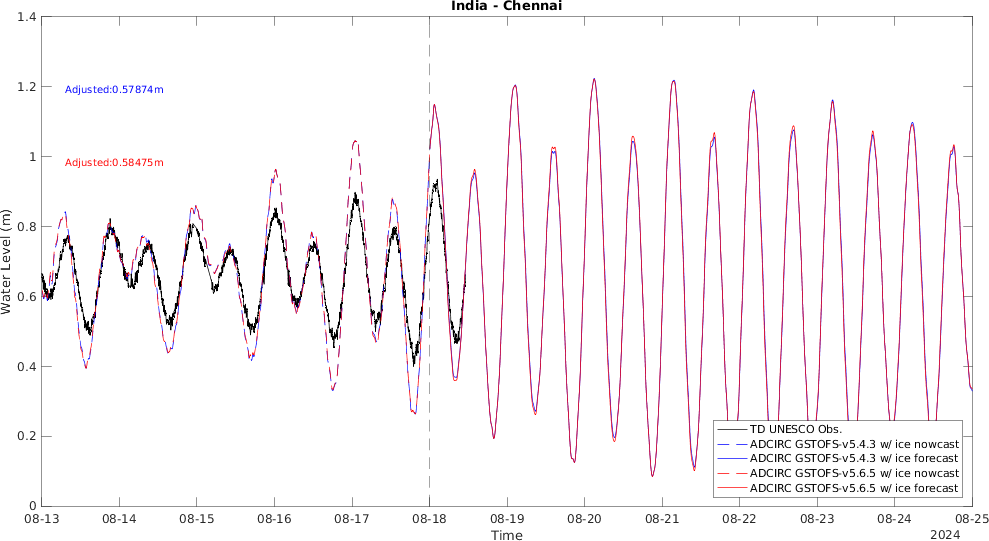 India - Chennai
1.4
1.2
1
0.8
0.6
0.4
0.2
0
Water Level (m)
Adjusted:0.57874m
Adjusted:0.58475m
TD UNESCO Obs.
ADCIRC GSTOFS-v5.4.3 w/ ice nowcast
ADCIRC GSTOFS-v5.4.3 w/ ice forecast
ADCIRC GSTOFS-v5.6.5 w/ ice nowcast
ADCIRC GSTOFS-v5.6.5 w/ ice forecast
08-13 08-14 08-15 08-16 08-17 08-18 08-19 08-20 08-21 08-22 08-23 08-24 08-25
Time
2024